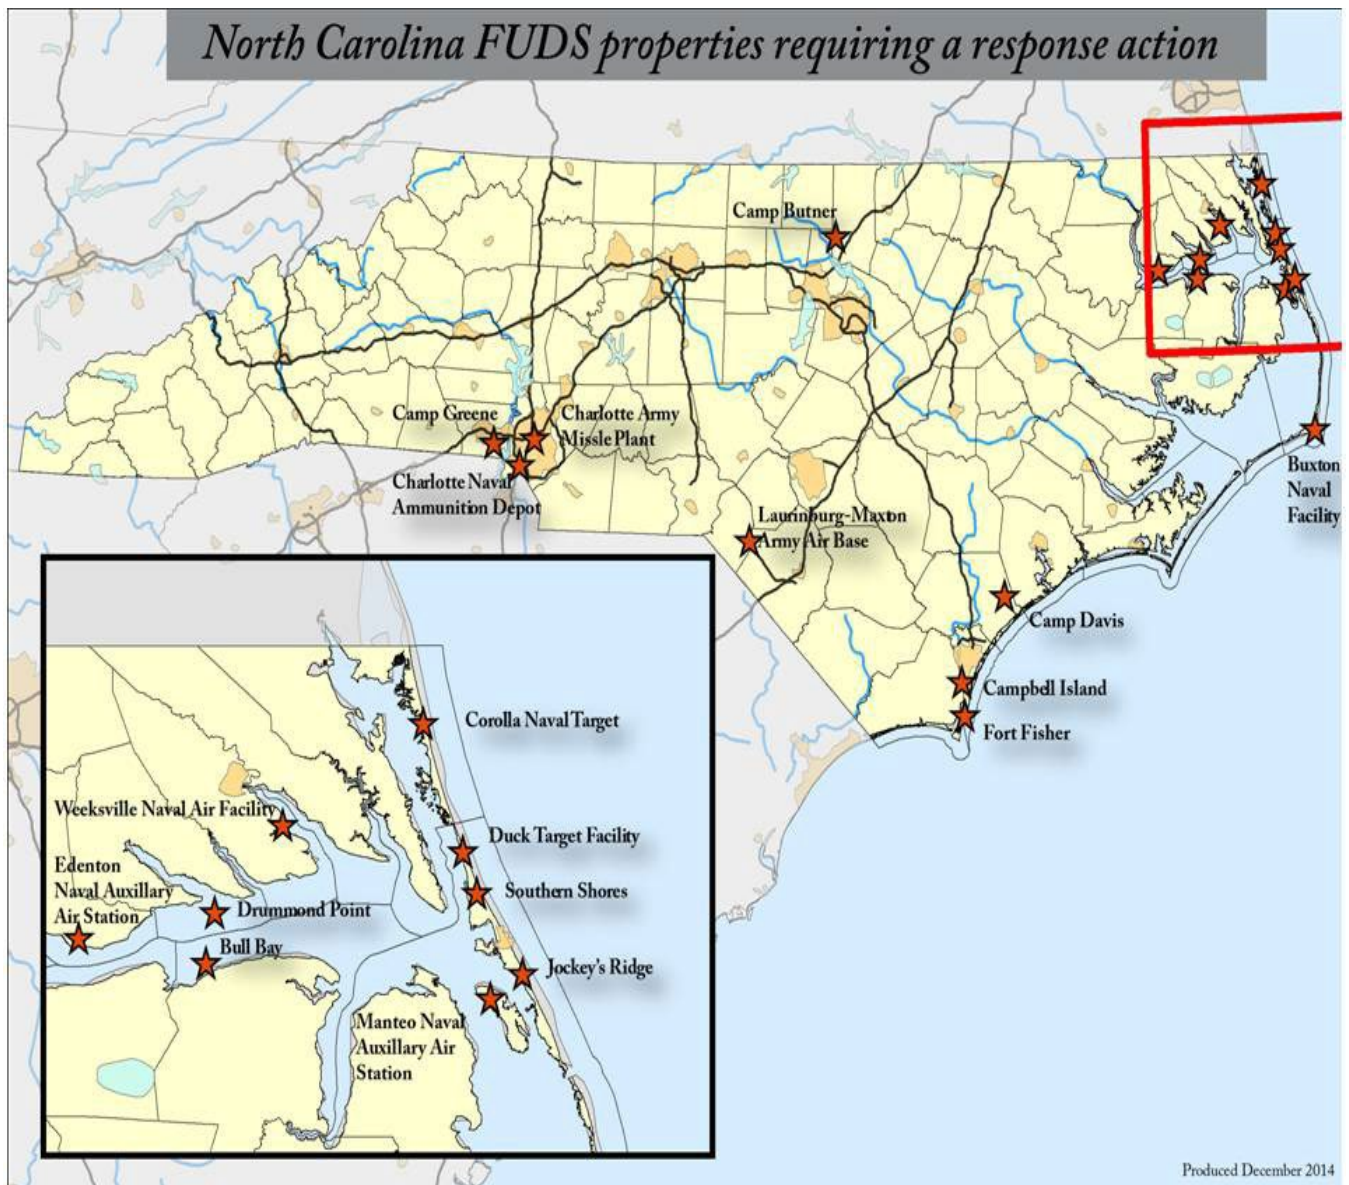 North Carolina FUDS properties requiring a response action
Camp Butner
Camp Greene
Charlotte Army
Missle Plant
Charlotte Naval
Ammunition Depot
Laurinburg-Maxton
Army Air Base
Buxton
Naval
Facility
Camp Davis
Campbell Island
Fort Fisher
Corolla Naval Target
Weeksville Naval Air Facility
Duck Target Facility
Edenton
Naval Auxillary
Air Station
Southern Shores
Drummond Point
Bull Bay
Jockey's Ridge
Manteo Naval
Auxillary Air
Station
Produced December 2014